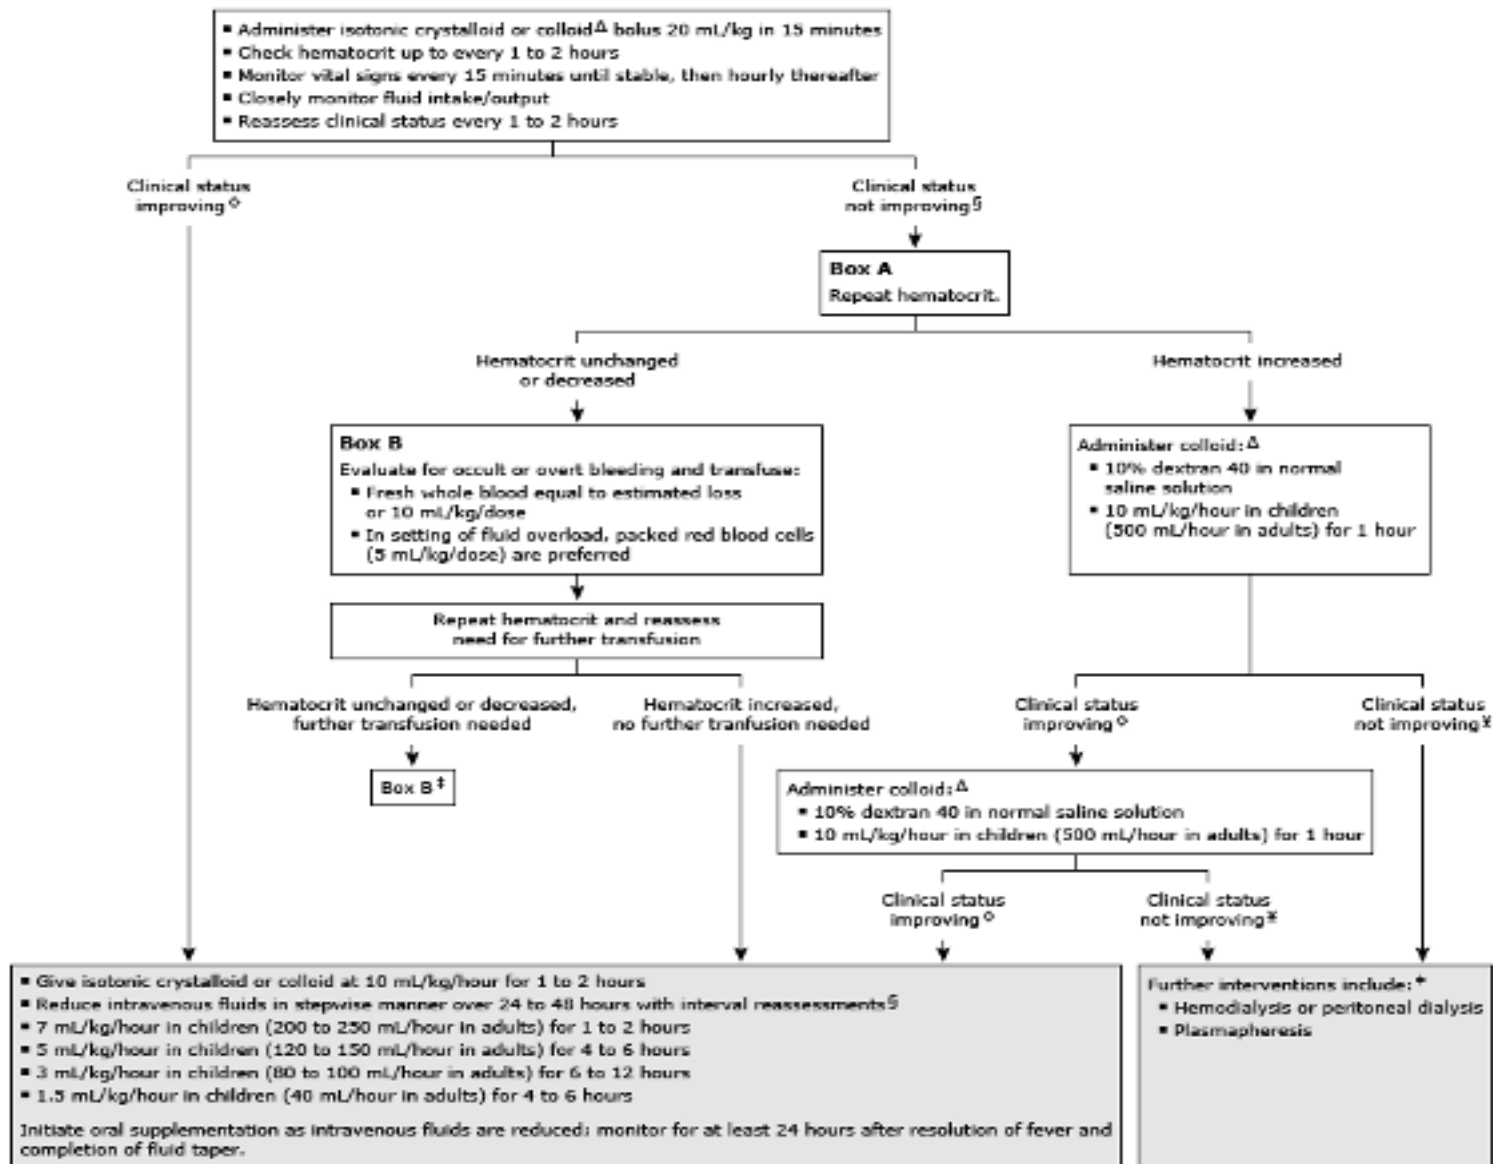 ▪ Administer isotonic crystalloid or colloidΔ bolus 20 mL/kg in 15 minutes
▪ Check hematocrit up to every 1 to 2 hours
▪ Monitor vital signs every 15 minutes until stable, then hourly thereafter
▪ Closely monitor fluid intake/output
▪ Reassess clinical status every 1 to 2 hours
Clinical status
improving◊
Clinical status
not improving§
Box A
Repeat hematocrit.
Hematocrit unchanged
or decreased
Hematocrit increased
Box B
Evaluate for occult or overt bleeding and transfuse:
▪ Fresh whole blood equal to estimated loss
or 10 mL/kg/dose
▪ In setting of fluid overload, packed red blood cells
(5 mL/kg/dose) are preferred
Administer colloid:Δ
▪ 10% dextran 40 in normal
saline solution
▪ 10 mL/kg/hour in children
(500 mL/hour in adults) for 1 hour
Repeat hematocrit and reassess
need for further transfusion
Hematocrit unchanged or decreased,
further transfusion needed
Hematocrit increased,
no further tranfusion needed
Clinical status
improving◊
Clinical status
not improving¥
Box B‡
Administer colloid:Δ
▪ 10% dextran 40 in normal saline solution
▪ 10 mL/kg/hour in children (500 mL/hour in adults) for 1 hour
Clinical status
improving◊
Clinical status
not improving¥
▪ Give isotonic crystalloid or colloid at 10 mL/kg/hour for 1 to 2 hours
▪ Reduce intravenous fluids in stepwise manner over 24 to 48 hours with interval reassessments§
▪ 7 mL/kg/hour in children (200 to 250 mL/hour in adults) for 1 to 2 hours
▪ 5 mL/kg/hour in children (120 to 150 mL/hour in adults) for 4 to 6 hours
▪ 3 mL/kg/hour in children (80 to 100 mL/hour in adults) for 6 to 12 hours
▪ 1.5 mL/kg/hour in children (40 mL/hour in adults) for 4 to 6 hours
Initiate oral supplementation as intravenous fluids are reduced; monitor for at least 24 hours after resolution of fever and
completion of fluid taper.
Further interventions include:
▪ Hemodialysis or peritoneal dialysis
▪ Plasmapheresis